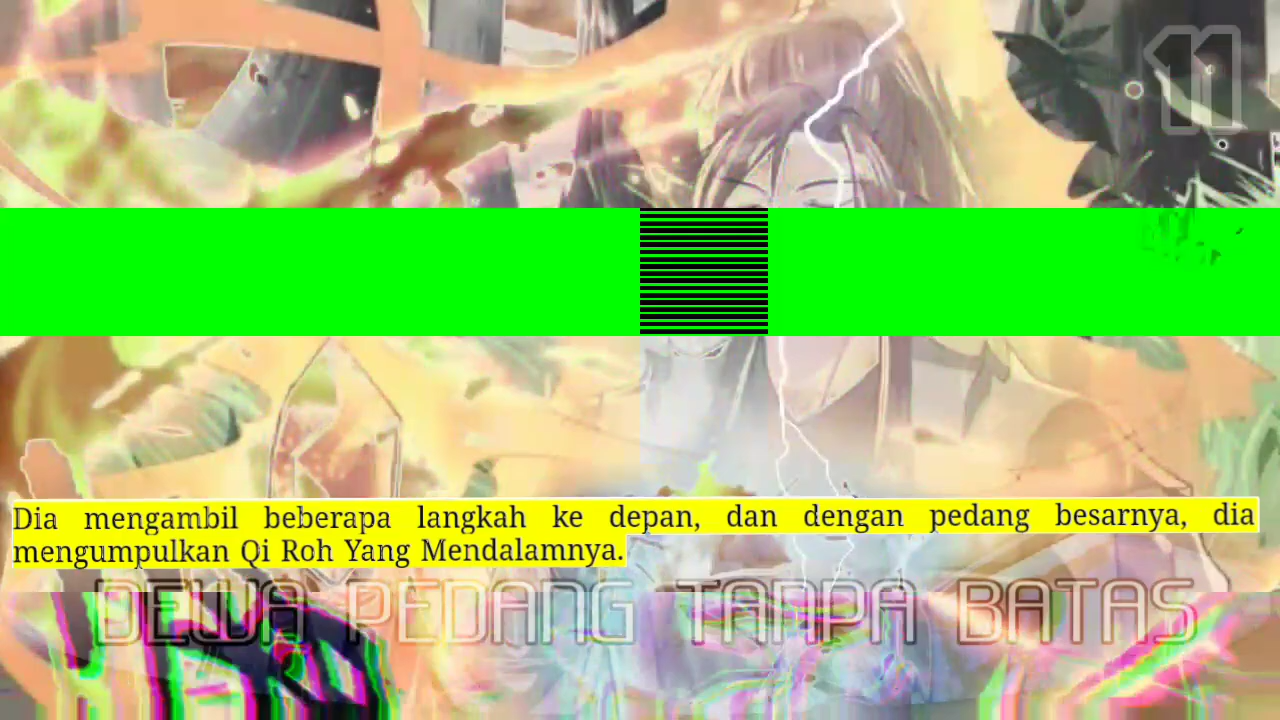 11
Dia mengambil beberapa langkah ke depan, dan dengan pedang besarnya, dia
mengumpulkan Qi Roh Yang Mendalamnya.
DEWA PEDANG TANPA BATAS